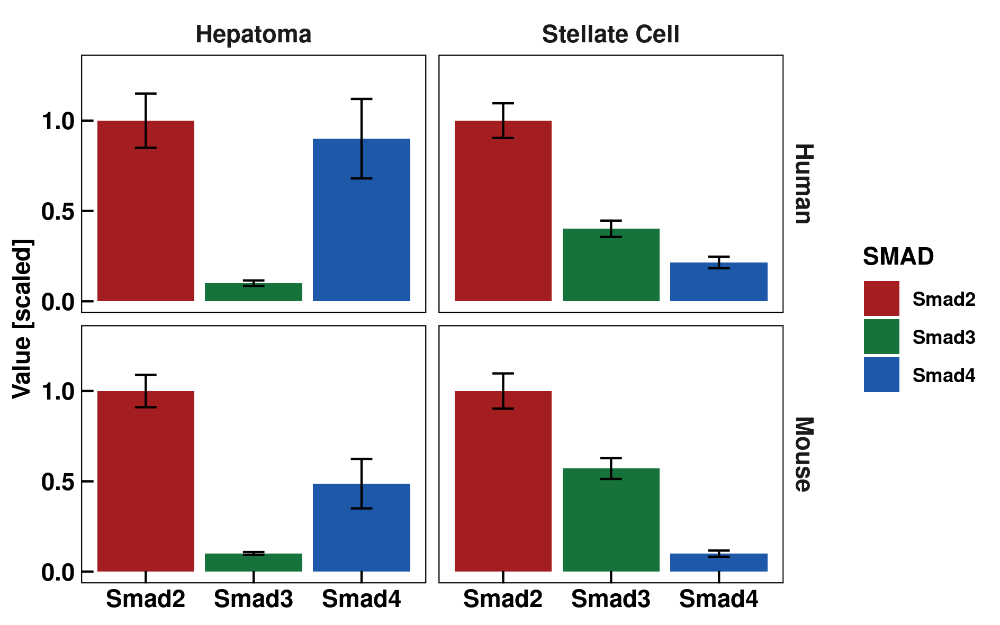 Hepatoma
Stellate Cell
1.0
0.5
0.0
Human
Value [scaled]
1.0
0.5
0.0
Mouse
Smad2 Smad3 Smad4
Smad2 Smad3 Smad4
SMAD
Smad2
Smad3
Smad4